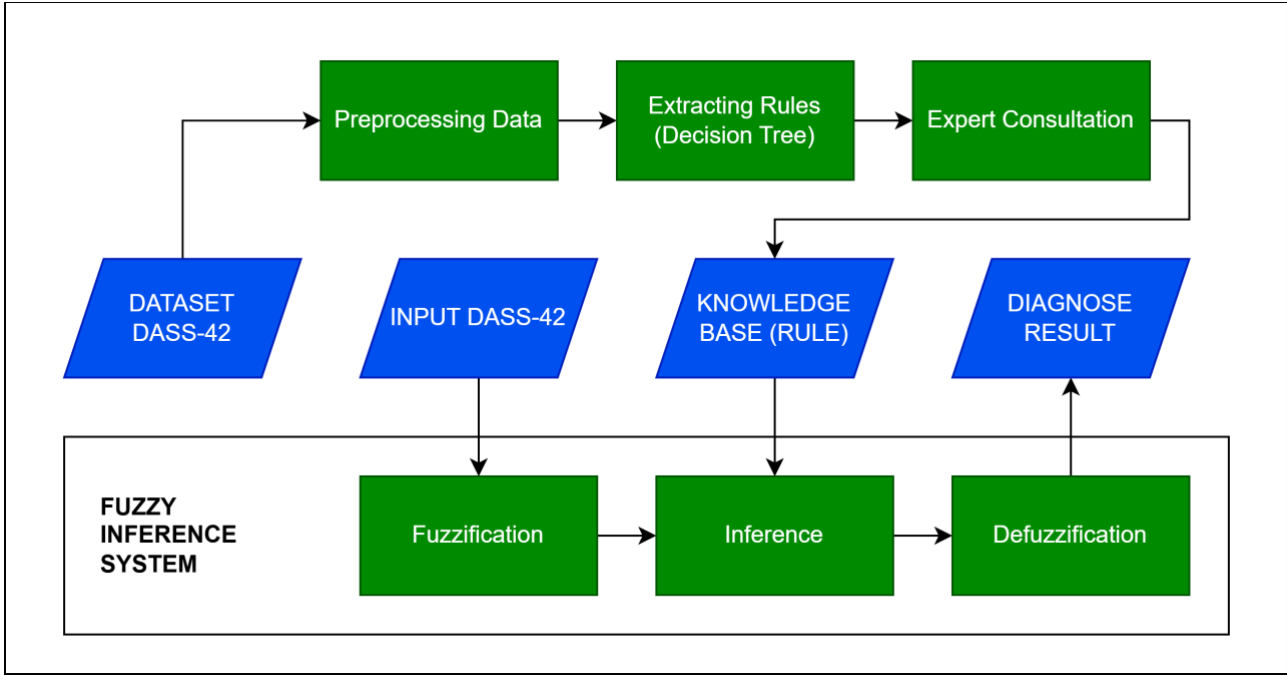 Preprocessing Data
Extracting Rules
(Decision Tree)
Expert Consultation
DATASET
DASS-42
INPUT DASS-42
KNOWLEDGE
BASE (RULE)
DIAGNOSE
RESULT
FUZZY
INFERENCE
SYSTEM
Fuzzification
Inference
Defuzzification